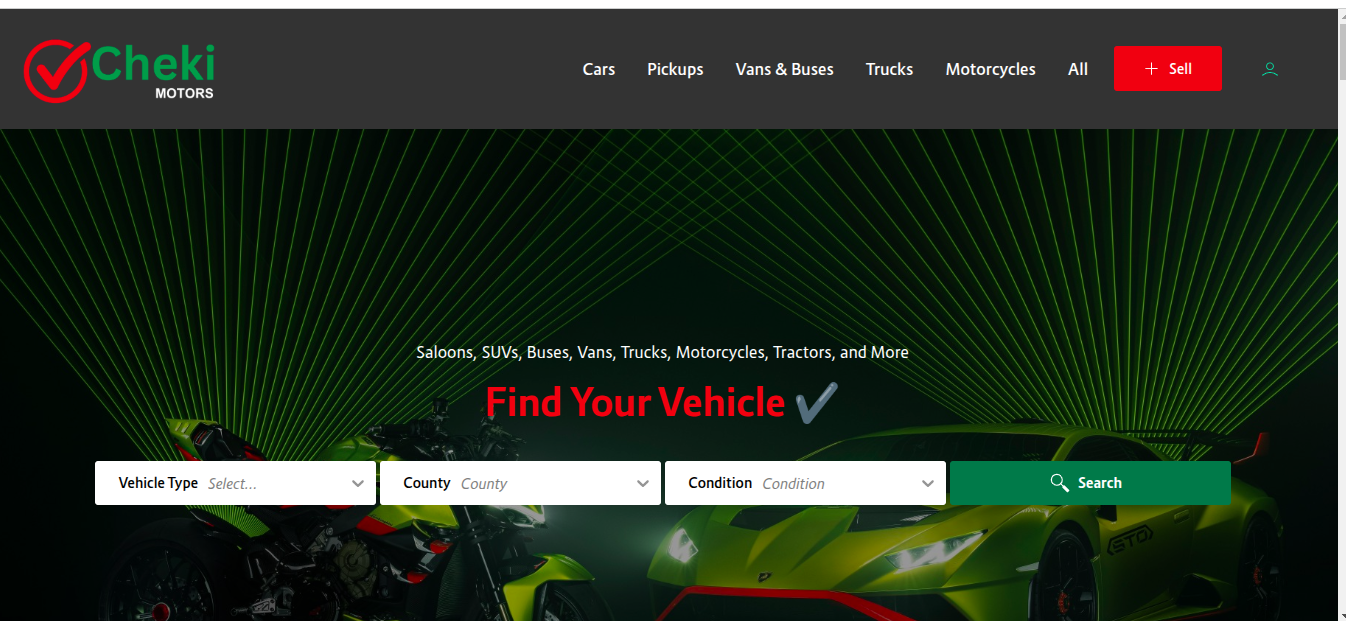 Cheki
MOTORS
Cars Pickups Vans & Buses Trucks Motorcycles All + Sell
Saloons, SUVs, Buses, Vans, Trucks, Motorcycles, Tractors, and More
Find Your Vehicle ✔
Vehicle Type Select... County County Condition Condition Search
STO